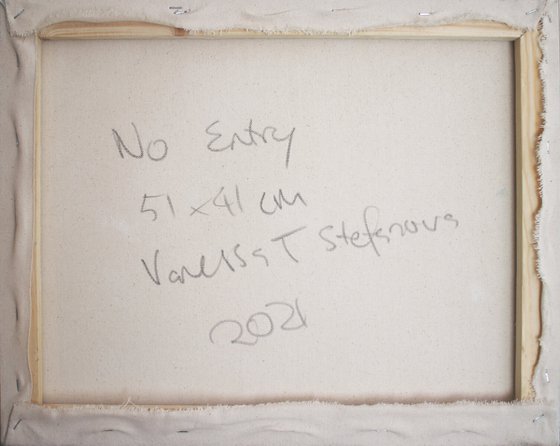 No Entry
51 x 41 cm
Vanessa T Stefanova
2021